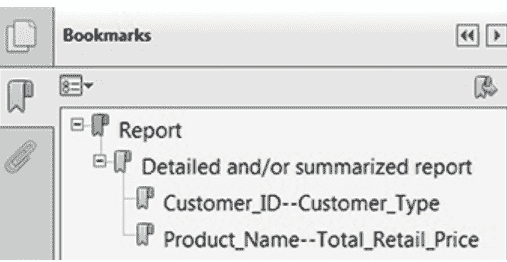 Bookmarks
Report
Detailed and/or summarized report
Customer_ID--Customer_Type
Product_Name--Total_Retail_Price